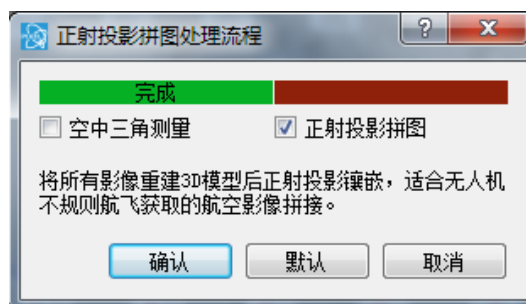 正射投影拼图处理流程
完成
空中三角测量
正射投影拼图
将所有影像重建3D模型后正射投影镶嵌，适合无人机
不规则航飞获取的航空影像拼接。
确认
默认
取消